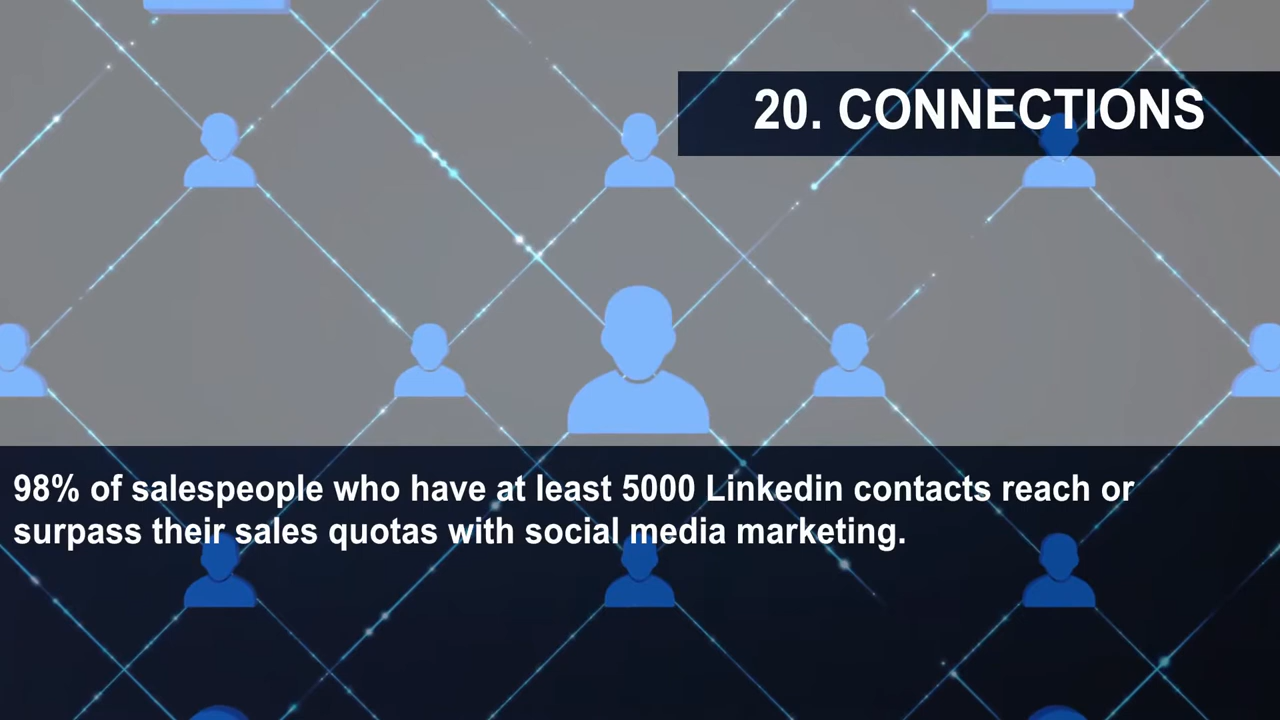 20. CONNECTIONS
98% of salespeople who have at least 5000 Linkedin contacts reach or
surpass their sales quotas with social media marketing.